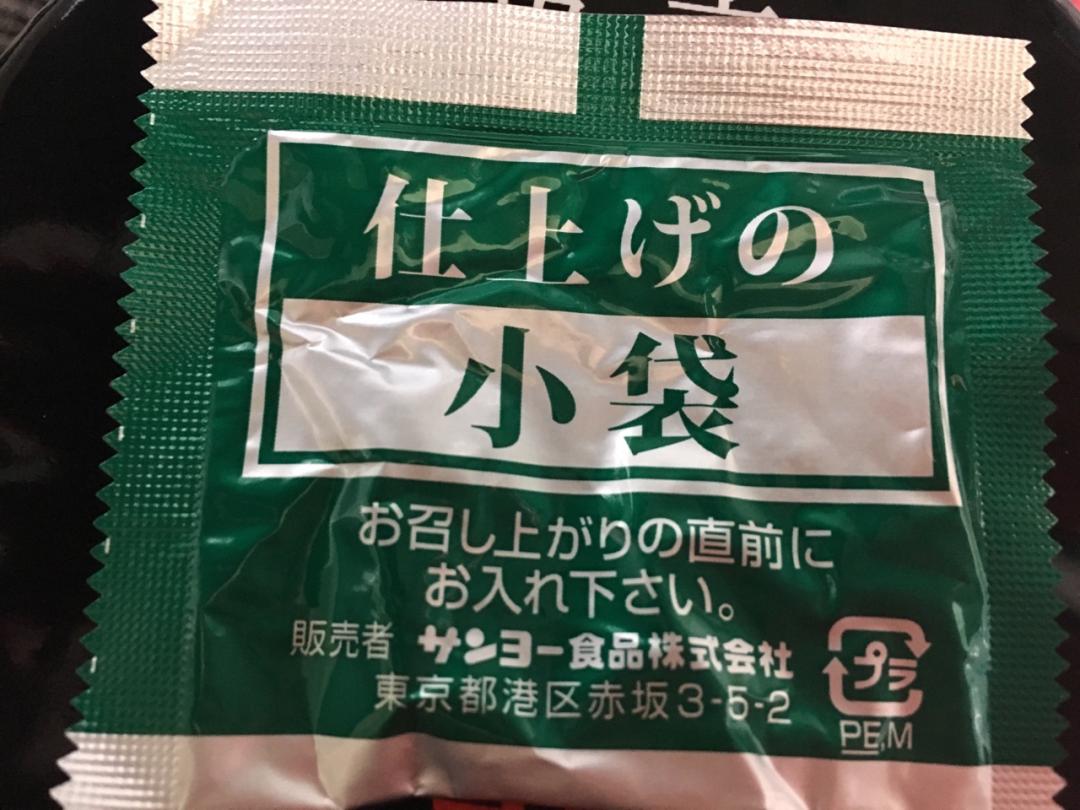 仕上げの
小袋
お召し上がりの直前に
お入れ下さい。
販売者 サンヨー食品株式会社
東京都港区赤坂3-5-2
プラ
PE,M